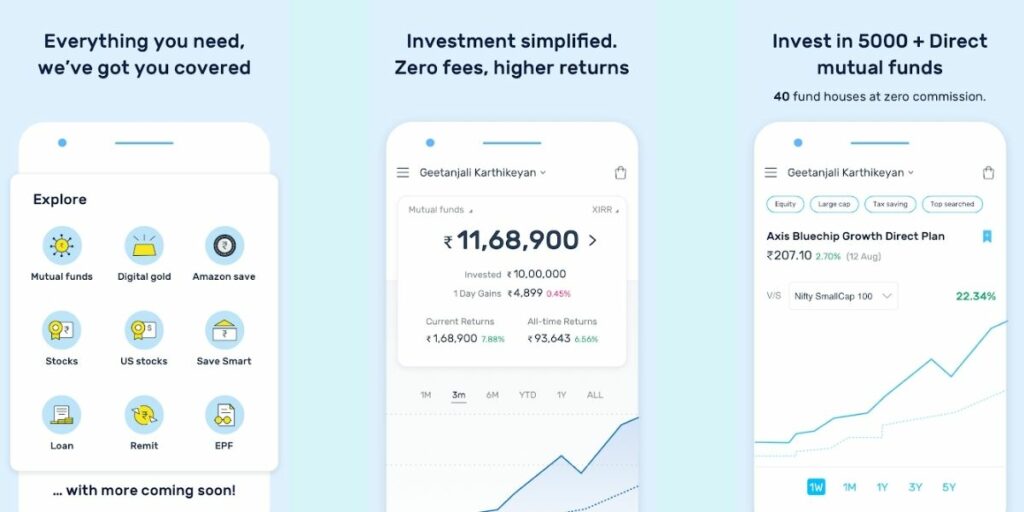 Everything you need,
we've got you covered
Explore
Mutual funds
Digital gold
Amazon save
Stocks
US stocks
Save Smart
Loan
Remit
EPF
... with more coming soon!
Investment simplified.
Zero fees, higher returns
Geetanjali Karthikeyan
Mutual funds
XIRR
₹ 11,68,900
Invested ₹ 10,00,000
1 Day Gains ₹ 4,899 0.45%
Current Returns
All-time Returns
₹ 1,68,900 7.88%
₹ 93,643 6.56%
1M 3m 6M YTD 1Y ALL
Invest in 5000 + Direct
mutual funds
40 fund houses at zero commission.
Geetanjali Karthikeyan
Equity
Large cap
Tax saving
Top searched
Axis Bluechip Growth Direct Plan
₹207.10 2.70% (12 Aug)
V/S Nifty SmallCap 100 22.34%
1W 1M 1Y 3Y 5Y